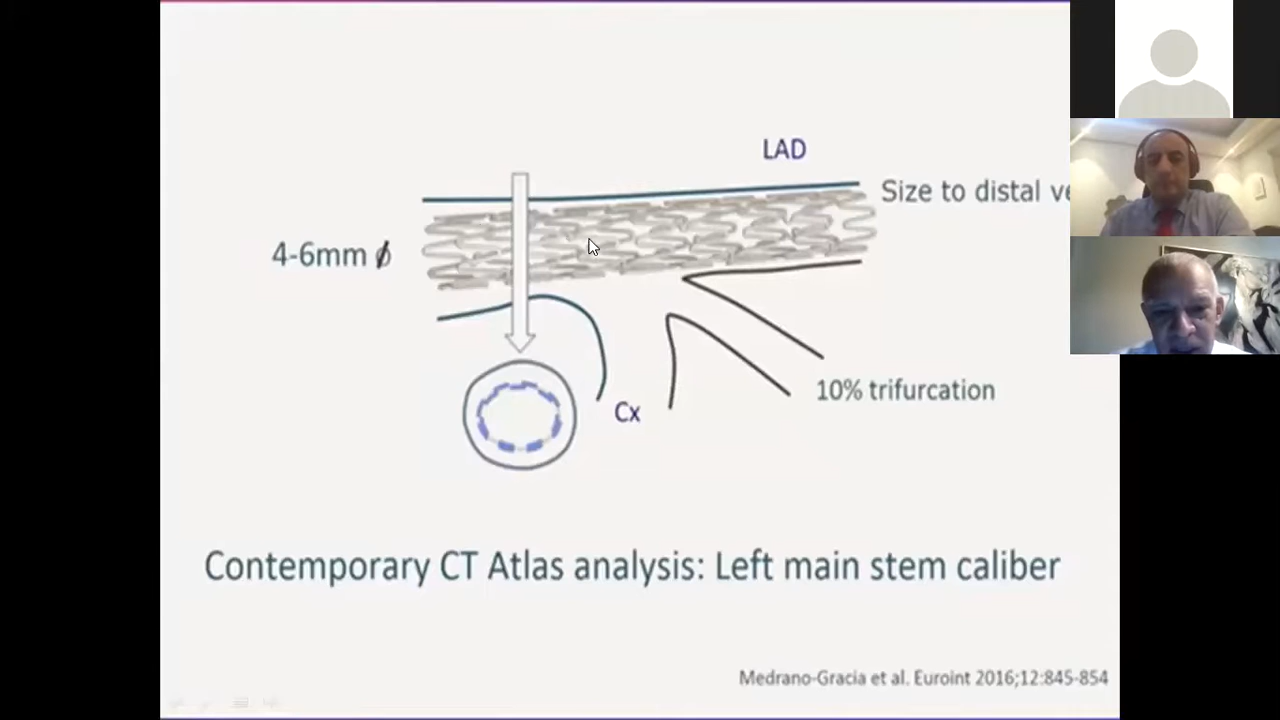 LAD
Size to distal
4-6mm ϕ
10% trifurcation
Cx
Contemporary CT Atlas analysis: Left main stem caliber
Medrano-Gracia et al. Euroint 2016;12:845-854